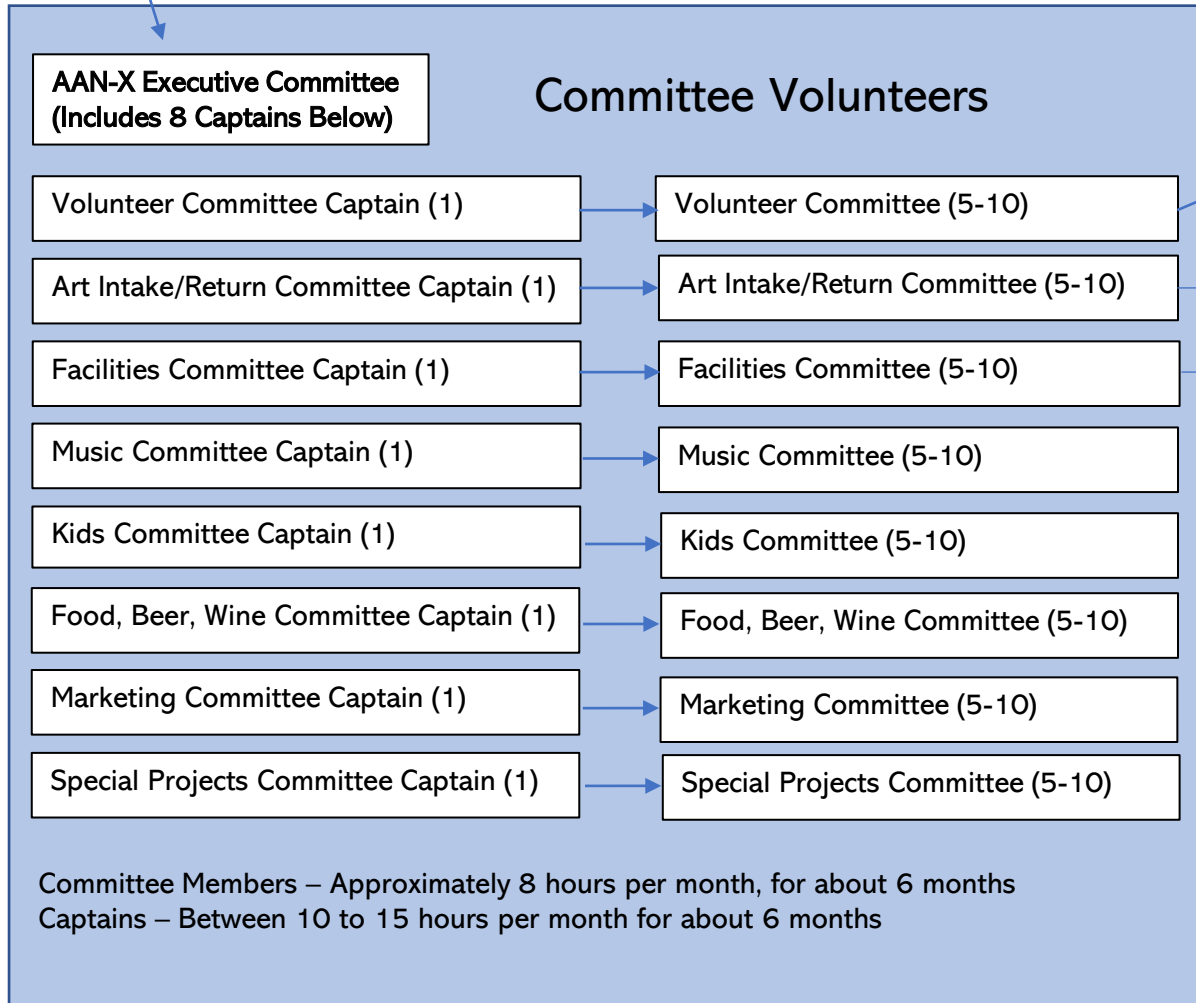 AAN-X Executive Committee
(Includes 8 Captains Below)
Committee Volunteers
Volunteer Committee Captain (1)
Volunteer Committee (5-10)
Art Intake/Return Committee Captain (1)
Art Intake/Return Committee (5-10)
Facilities Committee Captain (1)
Facilities Committee (5-10)
Music Committee Captain (1)
Music Committee (5-10)
Kids Committee Captain (1)
Kids Committee (5-10)
Food, Beer, Wine Committee Captain (1)
Food, Beer, Wine Committee (5-10)
Marketing Committee Captain (1)
Marketing Committee (5-10)
Special Projects Committee Captain (1)
Special Projects Committee (5-10)
Committee Members – Approximately 8 hours per month, for about 6 months
Captains – Between 10 to 15 hours per month for about 6 months